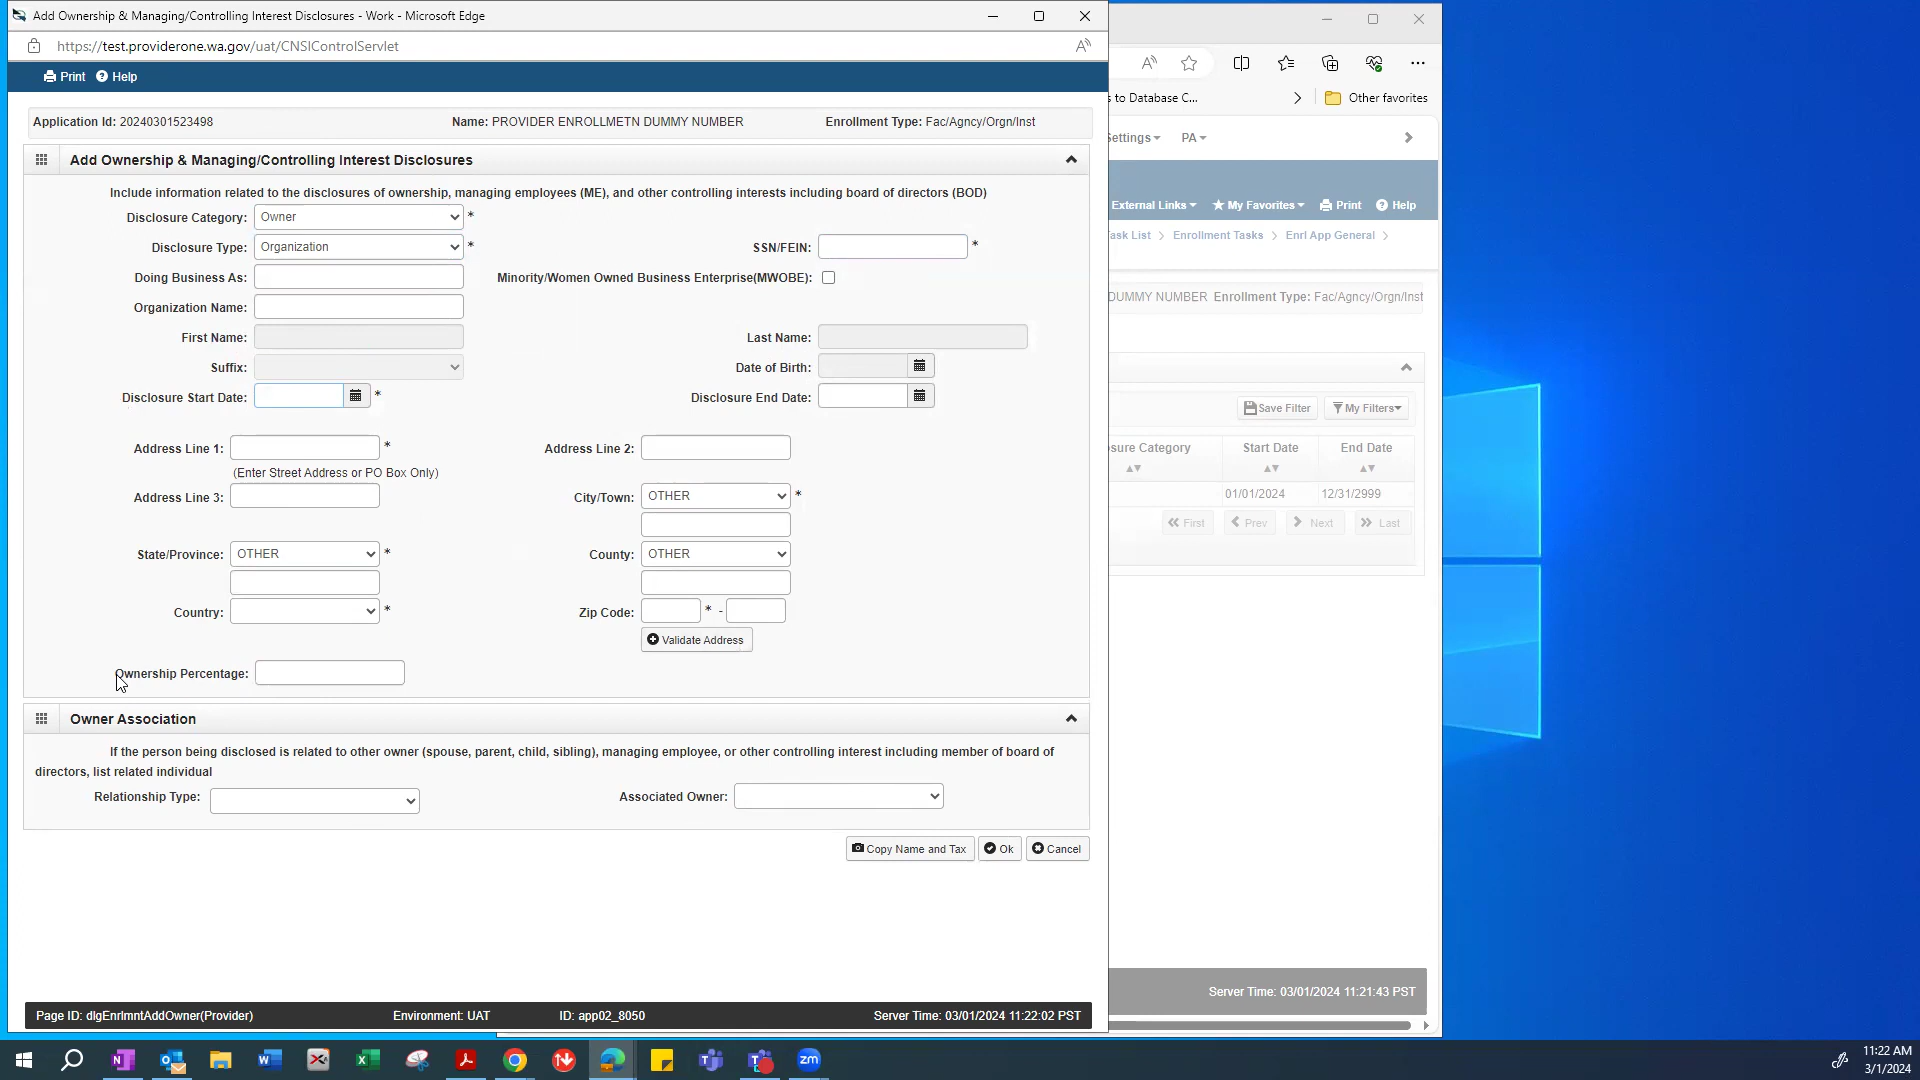 Add Ownership & Managing/Controlling Interest Disclosures - Work - Microsoft Edge
https://test.providerone.wa.gov/uat/CNSIControlServlet
Print Help
Application Id: 20240301523498 Name: PROVIDER ENROLLMETN DUMMY NUMBER Enrollment Type: Fac/Agncy/Orgn/Inst
Add Ownership & Managing/Controlling Interest Disclosures
Include information related to the disclosures of ownership, managing employees (ME), and other controlling interests including board of directors (BOD)
Disclosure Category: Owner *
Disclosure Type: Organization * SSN/FEIN: *
Doing Business As: Minority/Women Owned Business Enterprise(MWOBE):
Organization Name:
First Name: Last Name:
Suffix: Date of Birth:
Disclosure Start Date: * Disclosure End Date:
Address Line 1: * Address Line 2:
(Enter Street Address or PO Box Only)
Address Line 3: City/Town: OTHER *
State/Province: OTHER * County: OTHER
Country: * Zip Code: * -
Validate Address
Ownership Percentage:
Owner Association
If the person being disclosed is related to other owner (spouse, parent, child, sibling), managing employee, or other controlling interest including member of board of
directors, list related individual
Relationship Type: Associated Owner:
Copy Name and Tax Ok Cancel
Page ID: dlgEnrlmntAddOwner(Provider) Environment: UAT ID: app02_8050 Server Time: 03/01/2024 11:22:02 PST
s to Database C... Other favorites
ettings PA
External Links My Favorites Print Help
ask List > Enrollment Tasks > Enrl App General >
DUMMY NUMBER Enrollment Type: Fac/Agncy/Orgn/Inst
Save Filter My Filters
sure Category Start Date End Date
01/01/2024 12/31/2999
First Prev Next Last
Server Time: 03/01/2024 11:21:43 PST
11:22 AM
3/1/2024